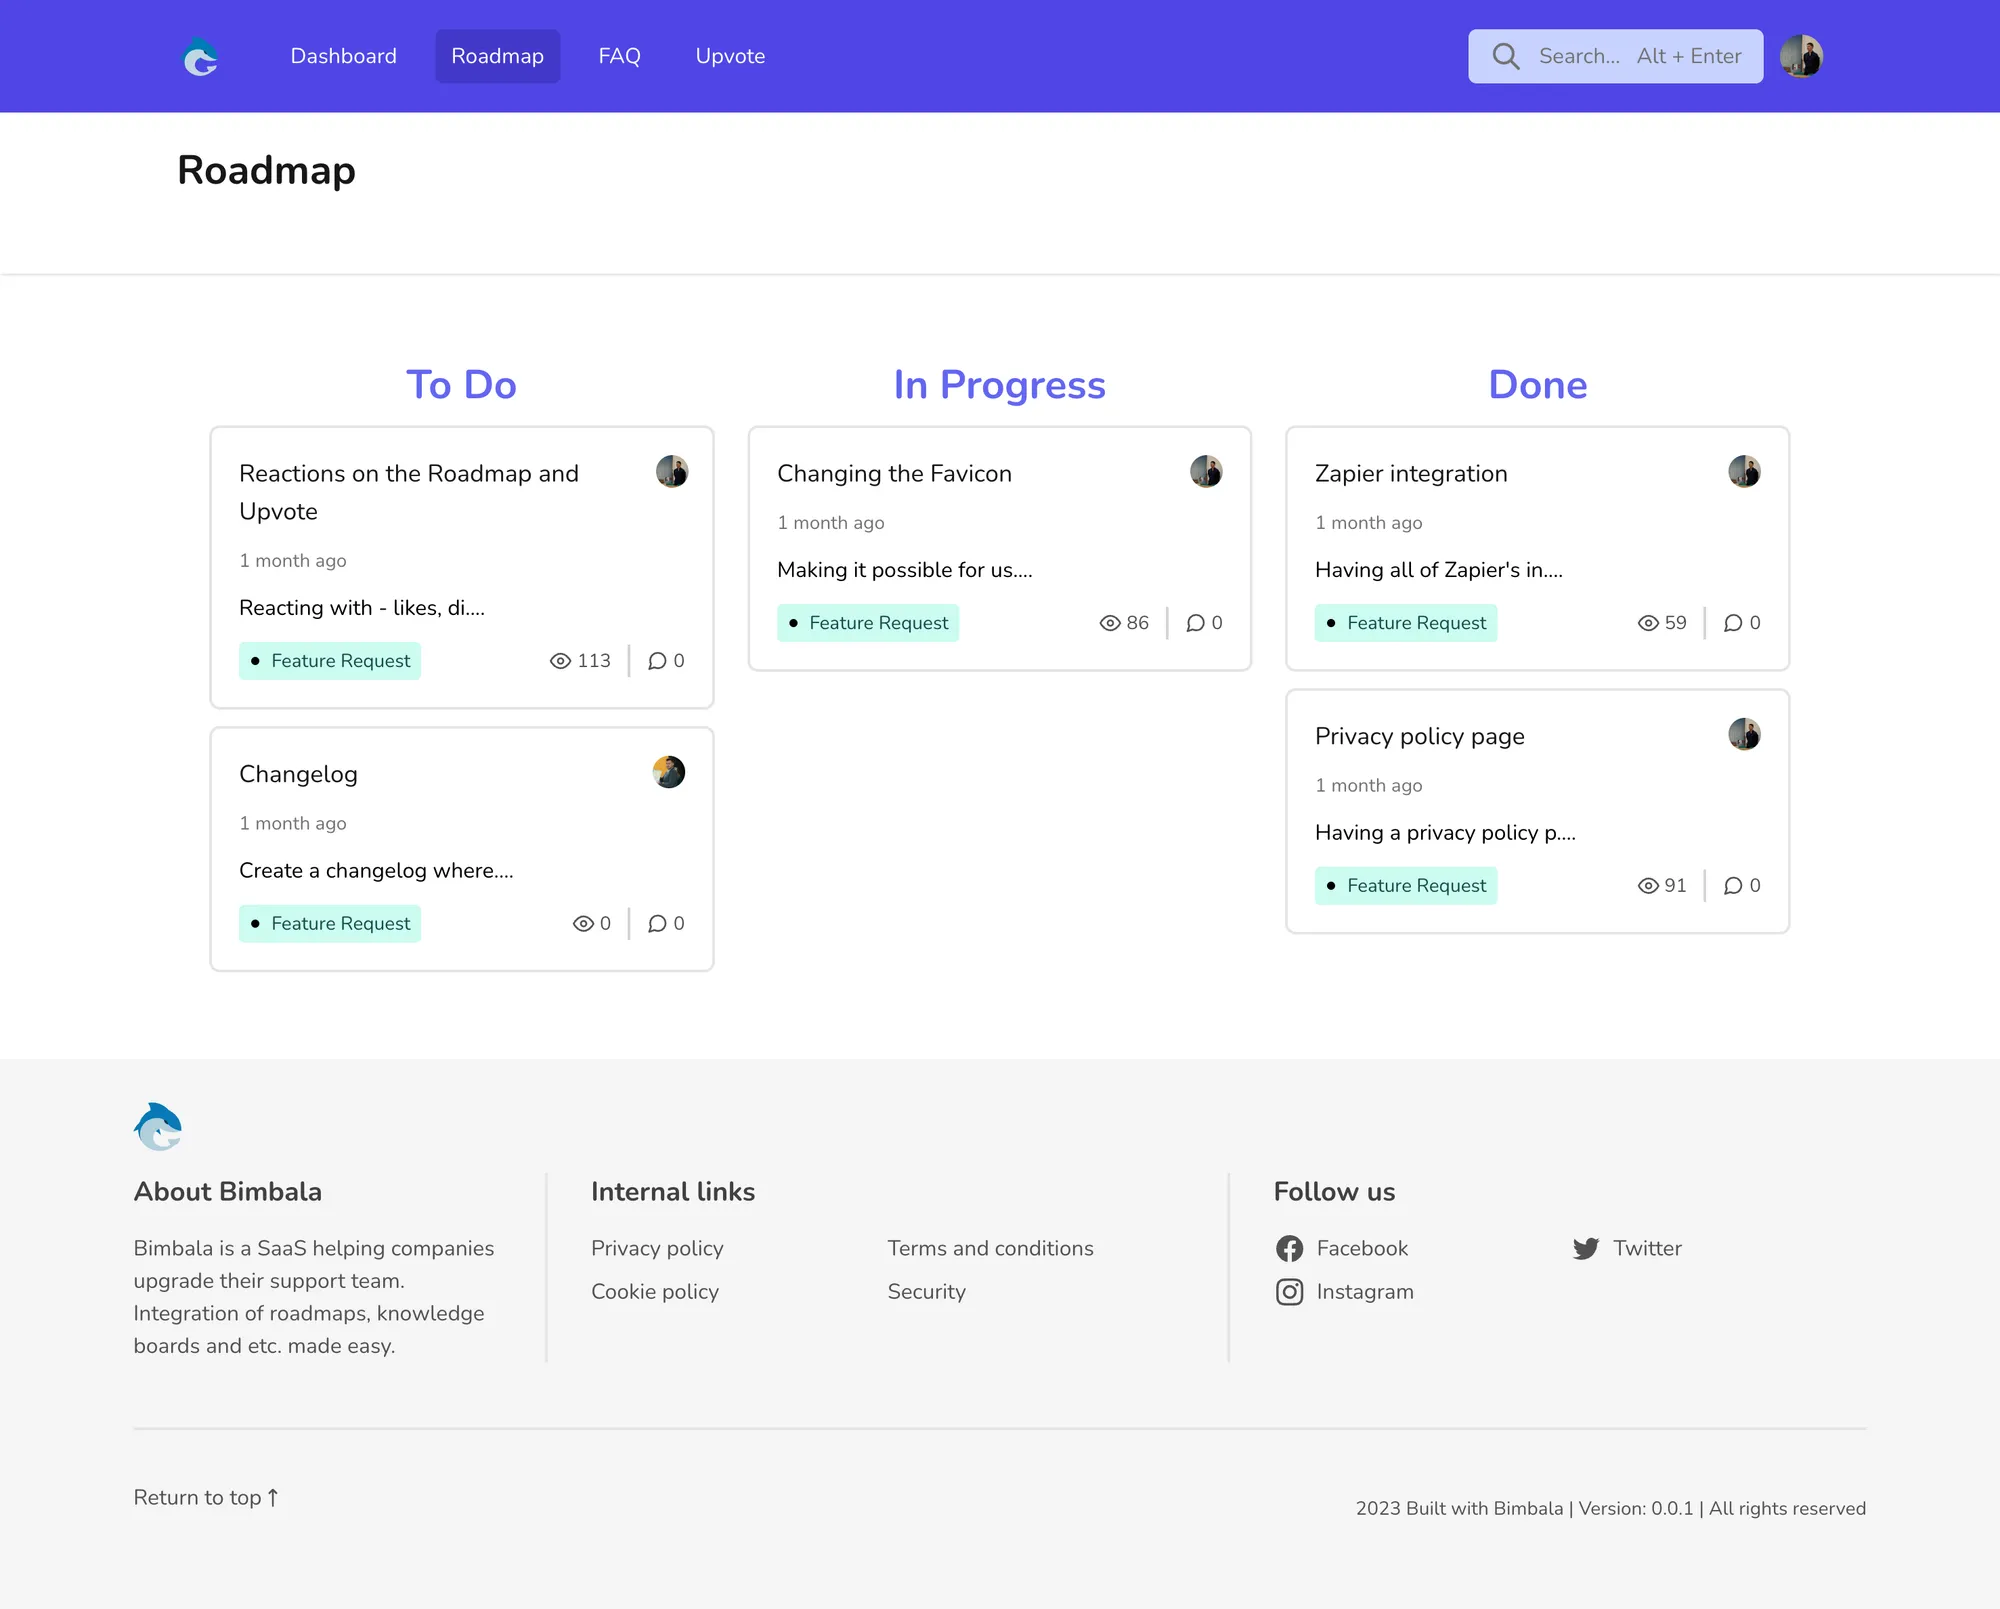 Dashboard
Roadmap
FAQ
Upvote
Search... Alt + Enter
Roadmap
To Do
Reactions on the Roadmap and
Upvote
1 month ago
Reacting with - likes, di....
Feature Request
113
0
Changelog
1 month ago
Create a changelog where....
Feature Request
0
0
In Progress
Changing the Favicon
1 month ago
Making it possible for us....
Feature Request
86
0
Done
Zapier integration
1 month ago
Having all of Zapier's in....
Feature Request
59
0
Privacy policy page
1 month ago
Having a privacy policy p....
Feature Request
91
0
About Bimbala
Bimbala is a SaaS helping companies
upgrade their support team.
Integration of roadmaps, knowledge
boards and etc. made easy.
Internal links
Privacy policy
Terms and conditions
Cookie policy
Security
Follow us
Facebook
Twitter
Instagram
Return to top ↑
2023 Built with Bimbala | Version: 0.0.1 | All rights reserved